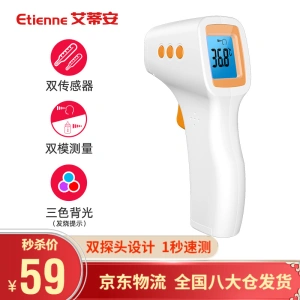 Etienne 艾蒂安
双传感器
双模测量
三色背光
(发烧提示)
36.8℃
秒杀价
¥59
双探头设计 1秒速测
京东物流 全国八大仓发货